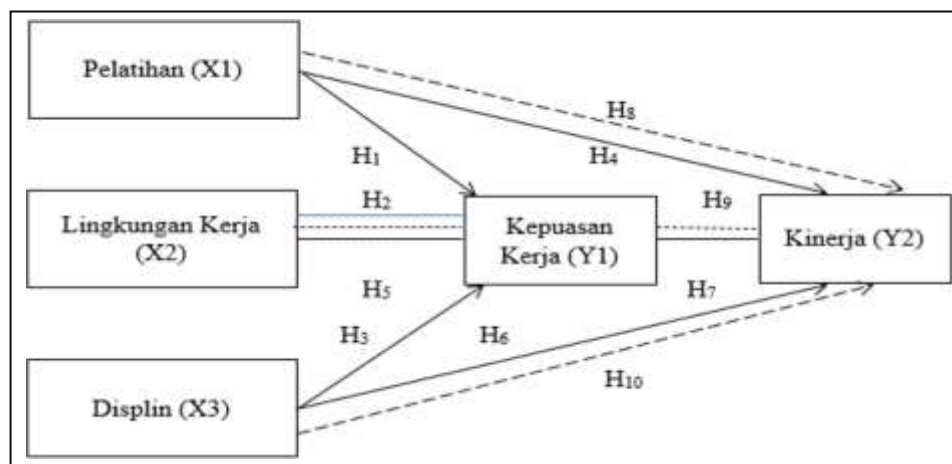 Pelatihan (X1)
H8
H4
H1
H2
H9
Lingkungan Kerja
(X2)
Kepuasan
Kerja (Y1)
Kinerja (Y2)
H5
H7
H3
H6
H10
Displin (X3)